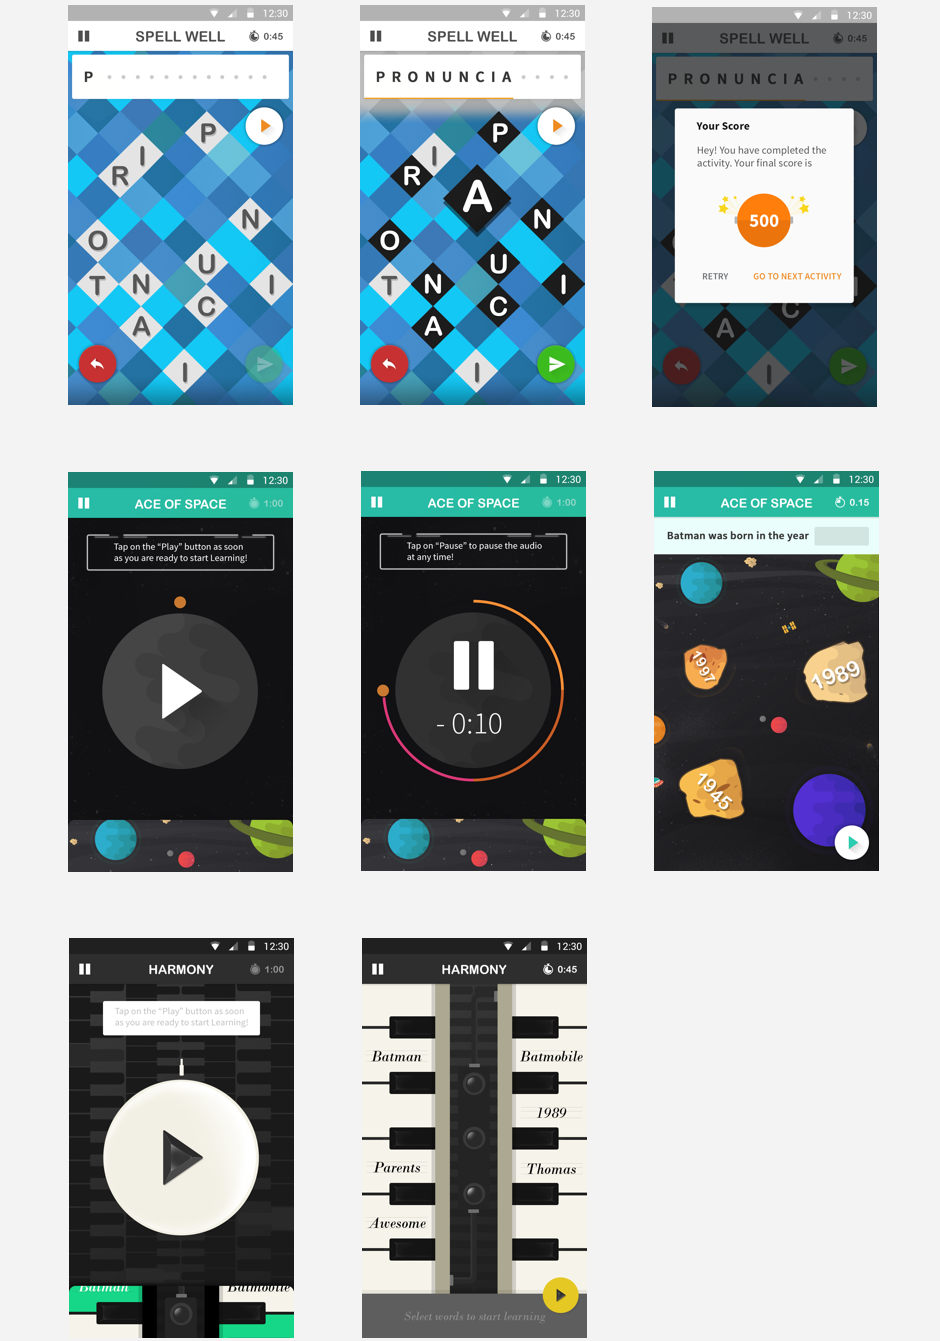 12:30
SPELL WELL
0:45
P
P
I
R
N
O
U
T
N
I
C
A
I
12:30
SPELL WELL
0:45
PRONUNCIA
P
I
R
A
N
O
U
T
N
I
C
A
I
12:30
SPELL WELL
0:45
PRONUNCIA
Your Score
Hey! You have completed the
activity. Your final score is
500
RETRY
GO TO NEXT ACTIVITY
C
A
I
12:30
ACE OF SPACE
1:00
Tap on the “Play” button as soon
as you are ready to start Learning!
12:30
ACE OF SPACE
1:00
Tap on “Pause” to pause the audio
at any time!
- 0:10
12:30
ACE OF SPACE
0.15
Batman was born in the year
1997
1989
1945
12:30
HARMONY
1:00
Tap on the “Play” button as soon
as you are ready to start Learning!
Batman
Batmobile
12:30
HARMONY
0:45
Batman
Batmobile
1989
Parents
Thomas
Awesome
Select words to start learning